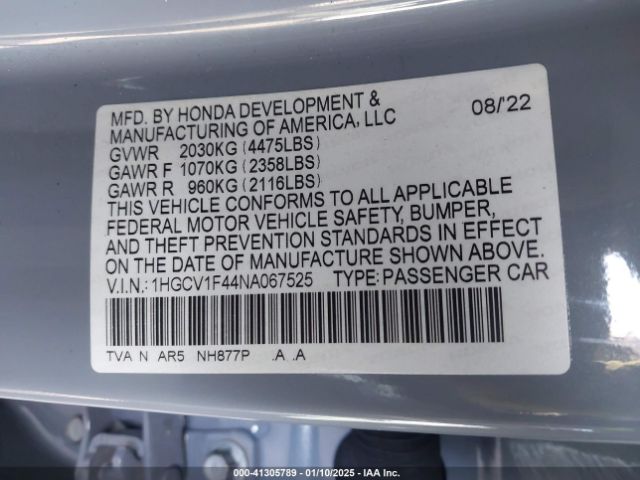 MFD. BY HONDA DEVELOPMENT & 08/'22
MANUFACTURING OF AMERICA, LLC
GVWR 2030KG (4475LBS)
GAWR F 1070KG (2358LBS)
GAWR R 960KG (2116LBS)
THIS VEHICLE CONFORMS TO ALL APPLICABLE
FEDERAL MOTOR VEHICLE SAFETY, BUMPER,
AND THEFT PREVENTION STANDARDS IN EFFECT
ON THE DATE OF MANUFACTURE SHOWN ABOVE.
V.I.N.: 1HGCV1F44NA067525 TYPE: PASSENGER CAR
TVA N AR5 NH877P .A .A
000-41305789 - 01/10/2025 - IAA Inc.